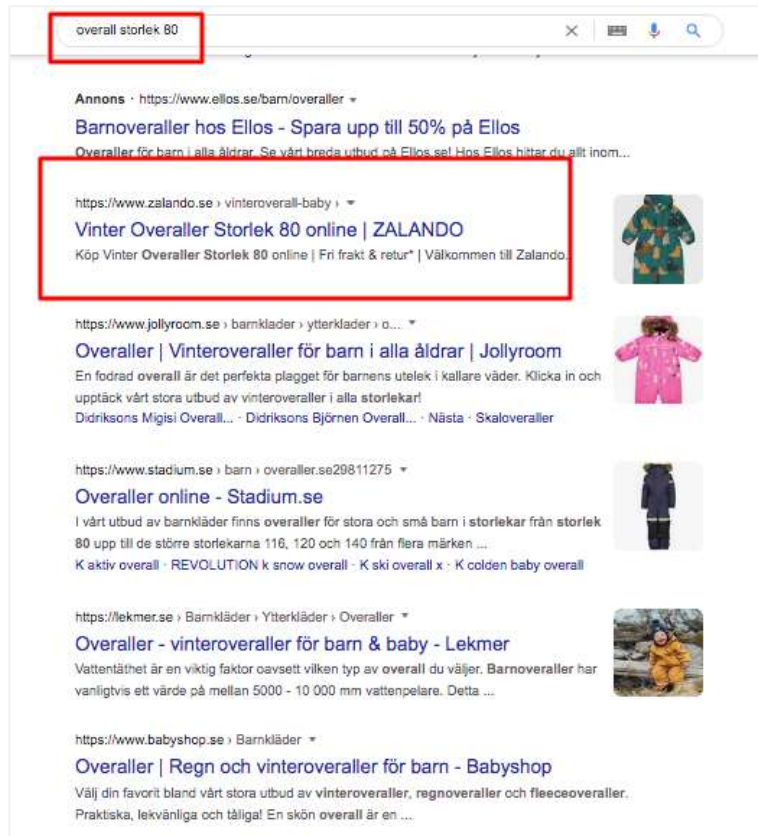 overall storlek 80
Annons · https://www.ellos.se/barn/overaller
Barnoveraller hos Ellos - Spara upp till 50% på Ellos
Overaller för barn i alla åldrar. Se vårt breda utbud på Ellos.se! Hos Ellos hittar du allt inom...
https://www.zalando.se › vinteroverall-baby ›
Vinter Overaller Storlek 80 online | ZALANDO
Köp Vinter Overaller Storlek 80 online | Fri frakt & retur* | Välkommen till Zalando.
https://www.jollyroom.se › barnklader › ytterklader › o...
Overaller | Vinteroveraller för barn i alla åldrar | Jollyroom
En fodrad overall är det perfekta plagget för barnens utelek i kallare väder. Klicka in och
upptäck vårt stora utbud av vinteroveraller i alla storlekar!
Didriksons Migisi Overall... · Didriksons Björnen Overall... · Nästa · Skaloveraller
https://www.stadium.se › barn › overaller.se29811275
Overaller online - Stadium.se
I vårt utbud av barnkläder finns overaller för stora och små barn i storlekar från storlek
80 upp till de större storlekarna 116, 120 och 140 från flera märken ...
K aktiv overall · REVOLUTION k snow overall · K ski overall x · K colden baby overall
https://lekmer.se › Barnkläder › Ytterkläder › Overaller
Overaller - vinteroveraller för barn & baby - Lekmer
Vattentäthet är en viktig faktor oavsett vilken typ av overall du väljer. Barnoveraller har
vanligtvis ett värde på mellan 5000 - 10 000 mm vattenpelare. Detta ...
https://www.babyshop.se › Barnkläder
Overaller | Regn och vinteroveraller för barn - Babyshop
Välj din favorit bland vårt stora utbud av vinteroveraller, regnoveraller och fleeceoveraller.
Praktiska, lekvänliga och tåliga! En skön overall är en ...